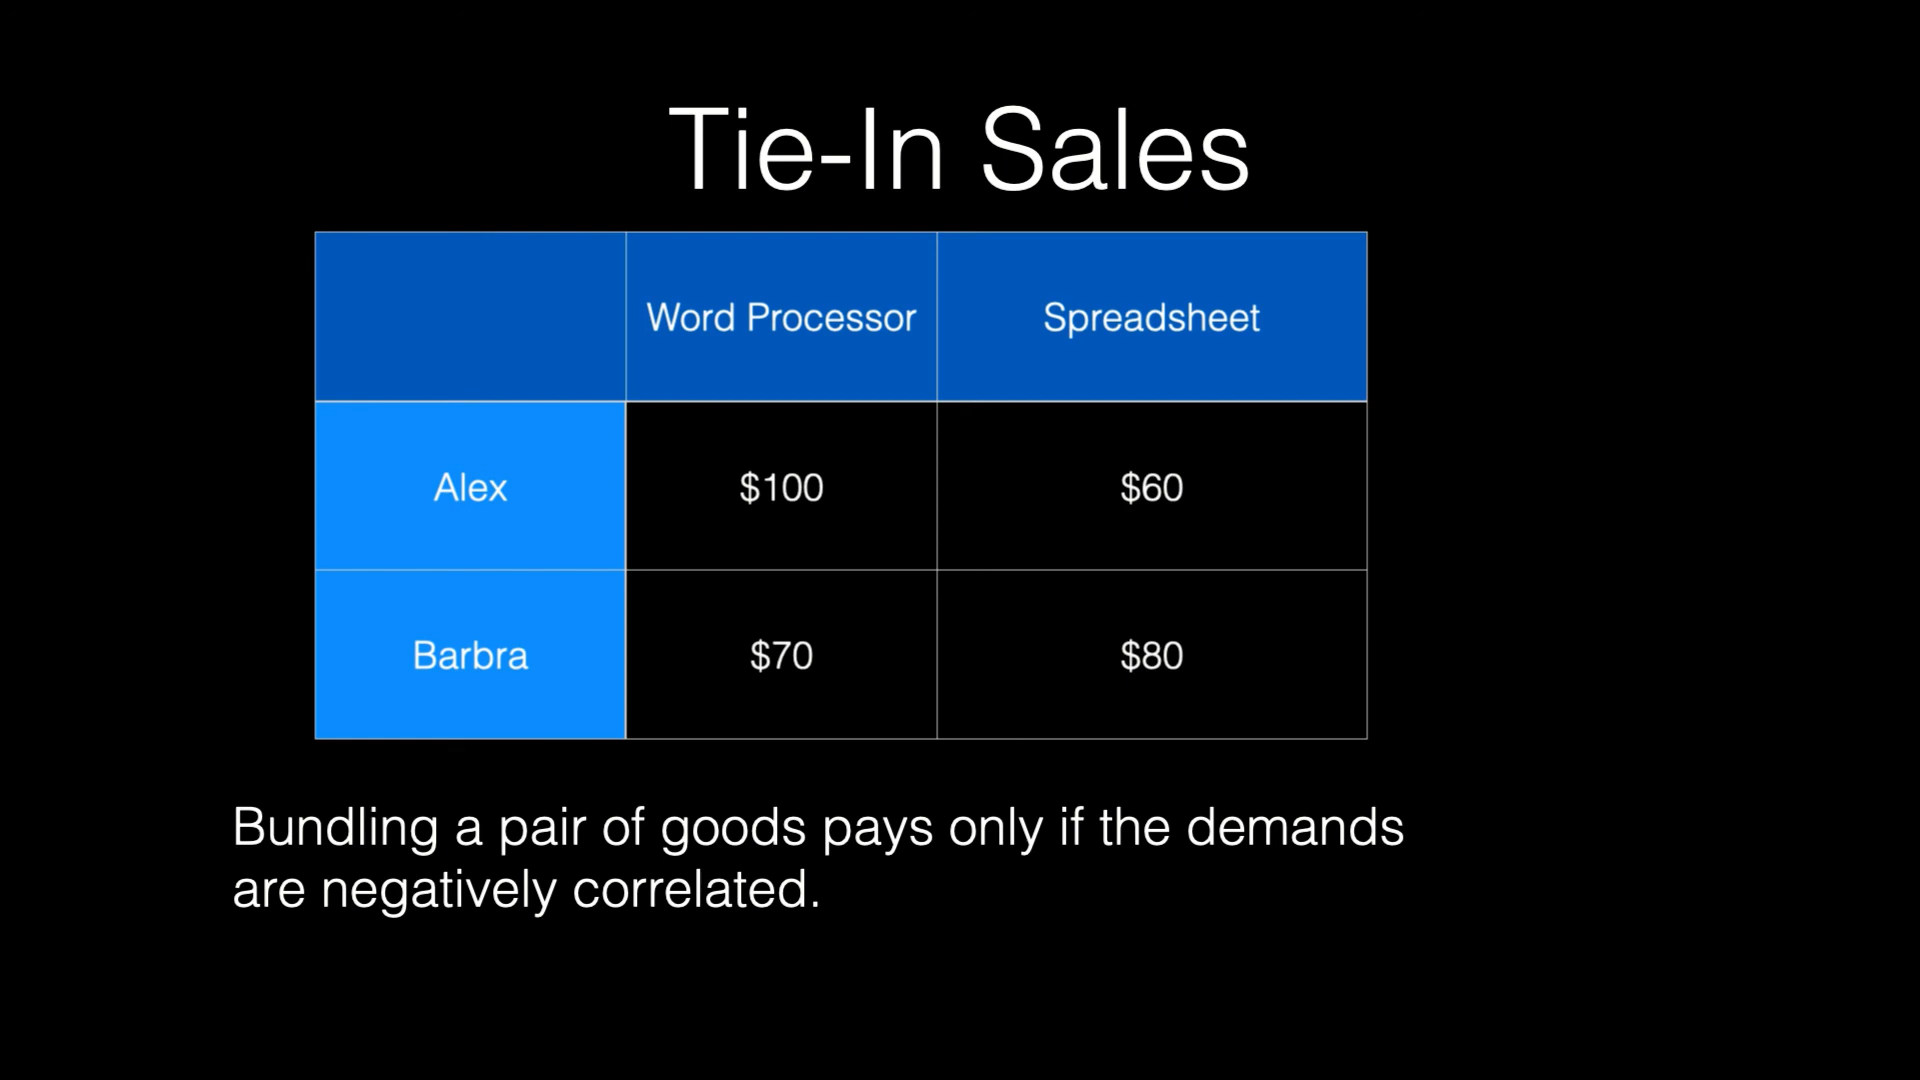 Tie-In Sales
Word Processor Spreadsheet
Alex $100 $60
Barbra $70 $80
Bundling a pair of goods pays only if the demands
are negatively correlated.